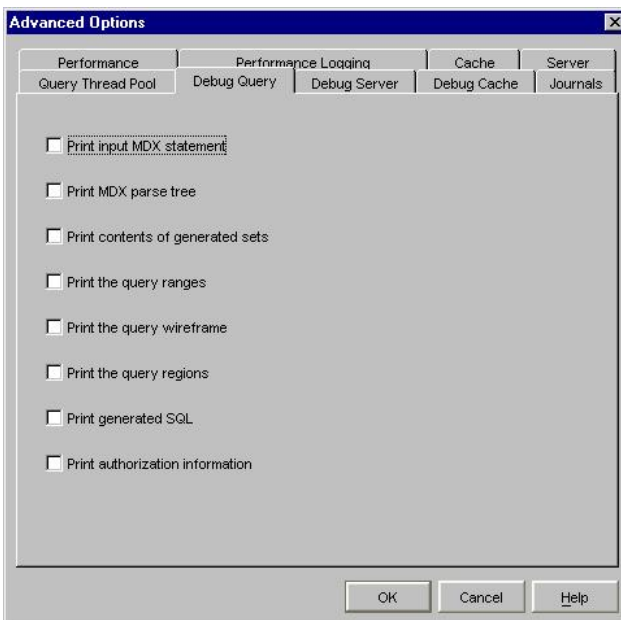 Advanced Options
Performance Performance Logging Cache Server
Query Thread Pool Debug Query Debug Server Debug Cache Journals
Print input MDX statement
Print MDX parse tree
Print contents of generated sets
Print the query ranges
Print the query wireframe
Print the query regions
Print generated SQL
Print authorization information
OK Cancel Help